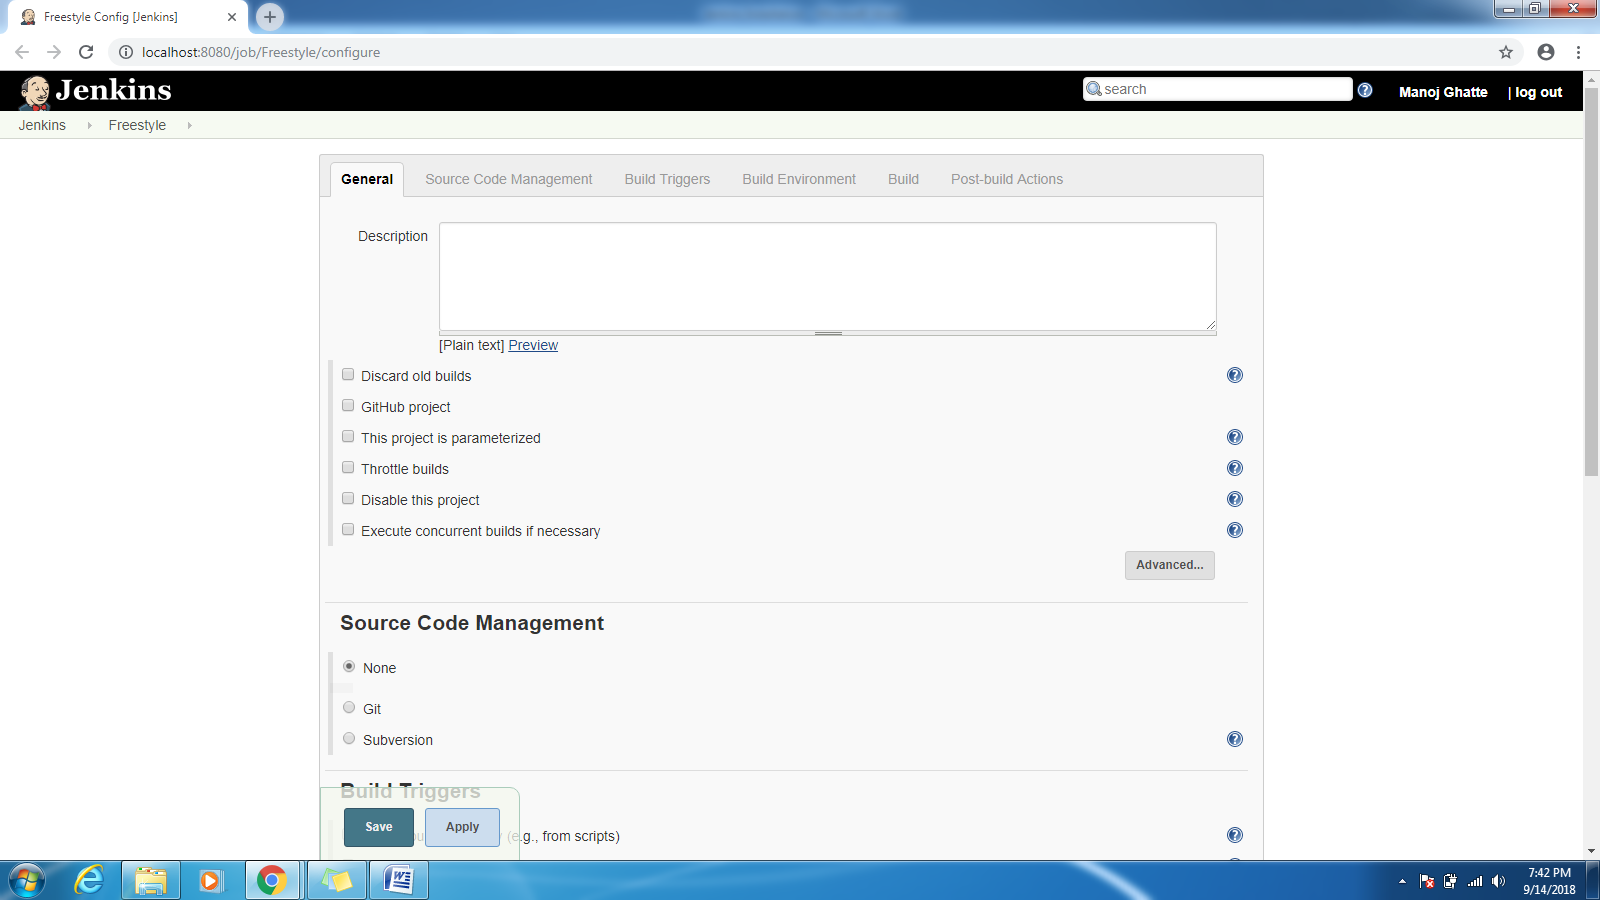 Freestyle Config [Jenkins]
localhost:8080/job/Freestyle/configure
Jenkins
search
Manoj Ghatte
| log out
Jenkins
Freestyle
General
Source Code Management
Build Triggers
Build Environment
Build
Post-build Actions
Description
[Plain text] Preview
Discard old builds
GitHub project
This project is parameterized
Throttle builds
Disable this project
Execute concurrent builds if necessary
Advanced...
Source Code Management
None
Git
Subversion
Build Triggers
Save
Apply
(e.g., from scripts)
7:42 PM
9/14/2018